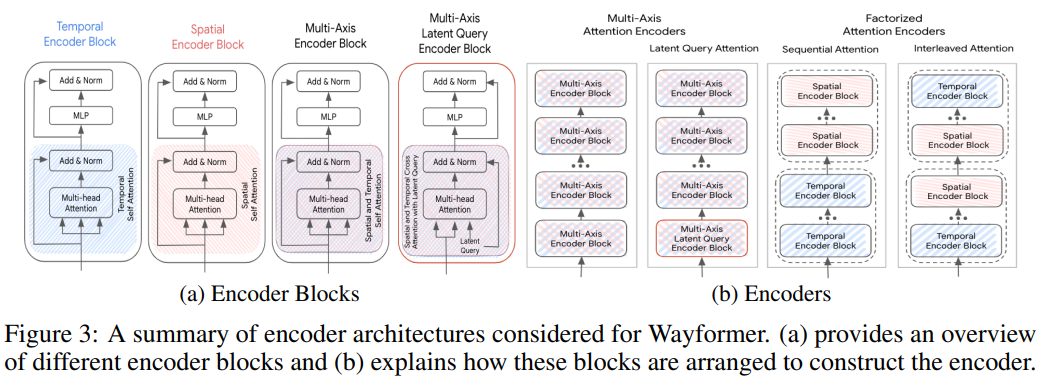 Temporal
Encoder Block
Add & Norm
MLP
Add & Norm
Multi-head
Attention
Temporal
Self Attention
Spatial
Encoder Block
Add & Norm
MLP
Add & Norm
Multi-head
Attention
Spatial
Self Attention
Multi-Axis
Encoder Block
Add & Norm
MLP
Add & Norm
Multi-head
Attention
Spatial and Temporal
Self Attention
Multi-Axis
Latent Query
Encoder Block
Add & Norm
MLP
Spatial and Temporal Cross
Attention with Latent Query
Add & Norm
Multi-head
Attention
Latent
Query
(a) Encoder Blocks
Multi-Axis
Attention Encoders
Multi-Axis
Encoder Block
Multi-Axis
Encoder Block
Multi-Axis
Encoder Block
Multi-Axis
Encoder Block
Latent Query Attention
Multi-Axis
Encoder Block
Multi-Axis
Encoder Block
Multi-Axis
Encoder Block
Multi-Axis
Latent Query
Encoder Block
Factorized
Attention Encoders
Sequential Attention
Spatial
Encoder Block
Spatial
Encoder Block
Temporal
Encoder Block
Temporal
Encoder Block
Interleaved Attention
Temporal
Encoder Block
Spatial
Encoder Block
Spatial
Encoder Block
Temporal
Encoder Block
(b) Encoders
Figure 3: A summary of encoder architectures considered for Wayformer. (a) provides an overview
of different encoder blocks and (b) explains how these blocks are arranged to construct the encoder.